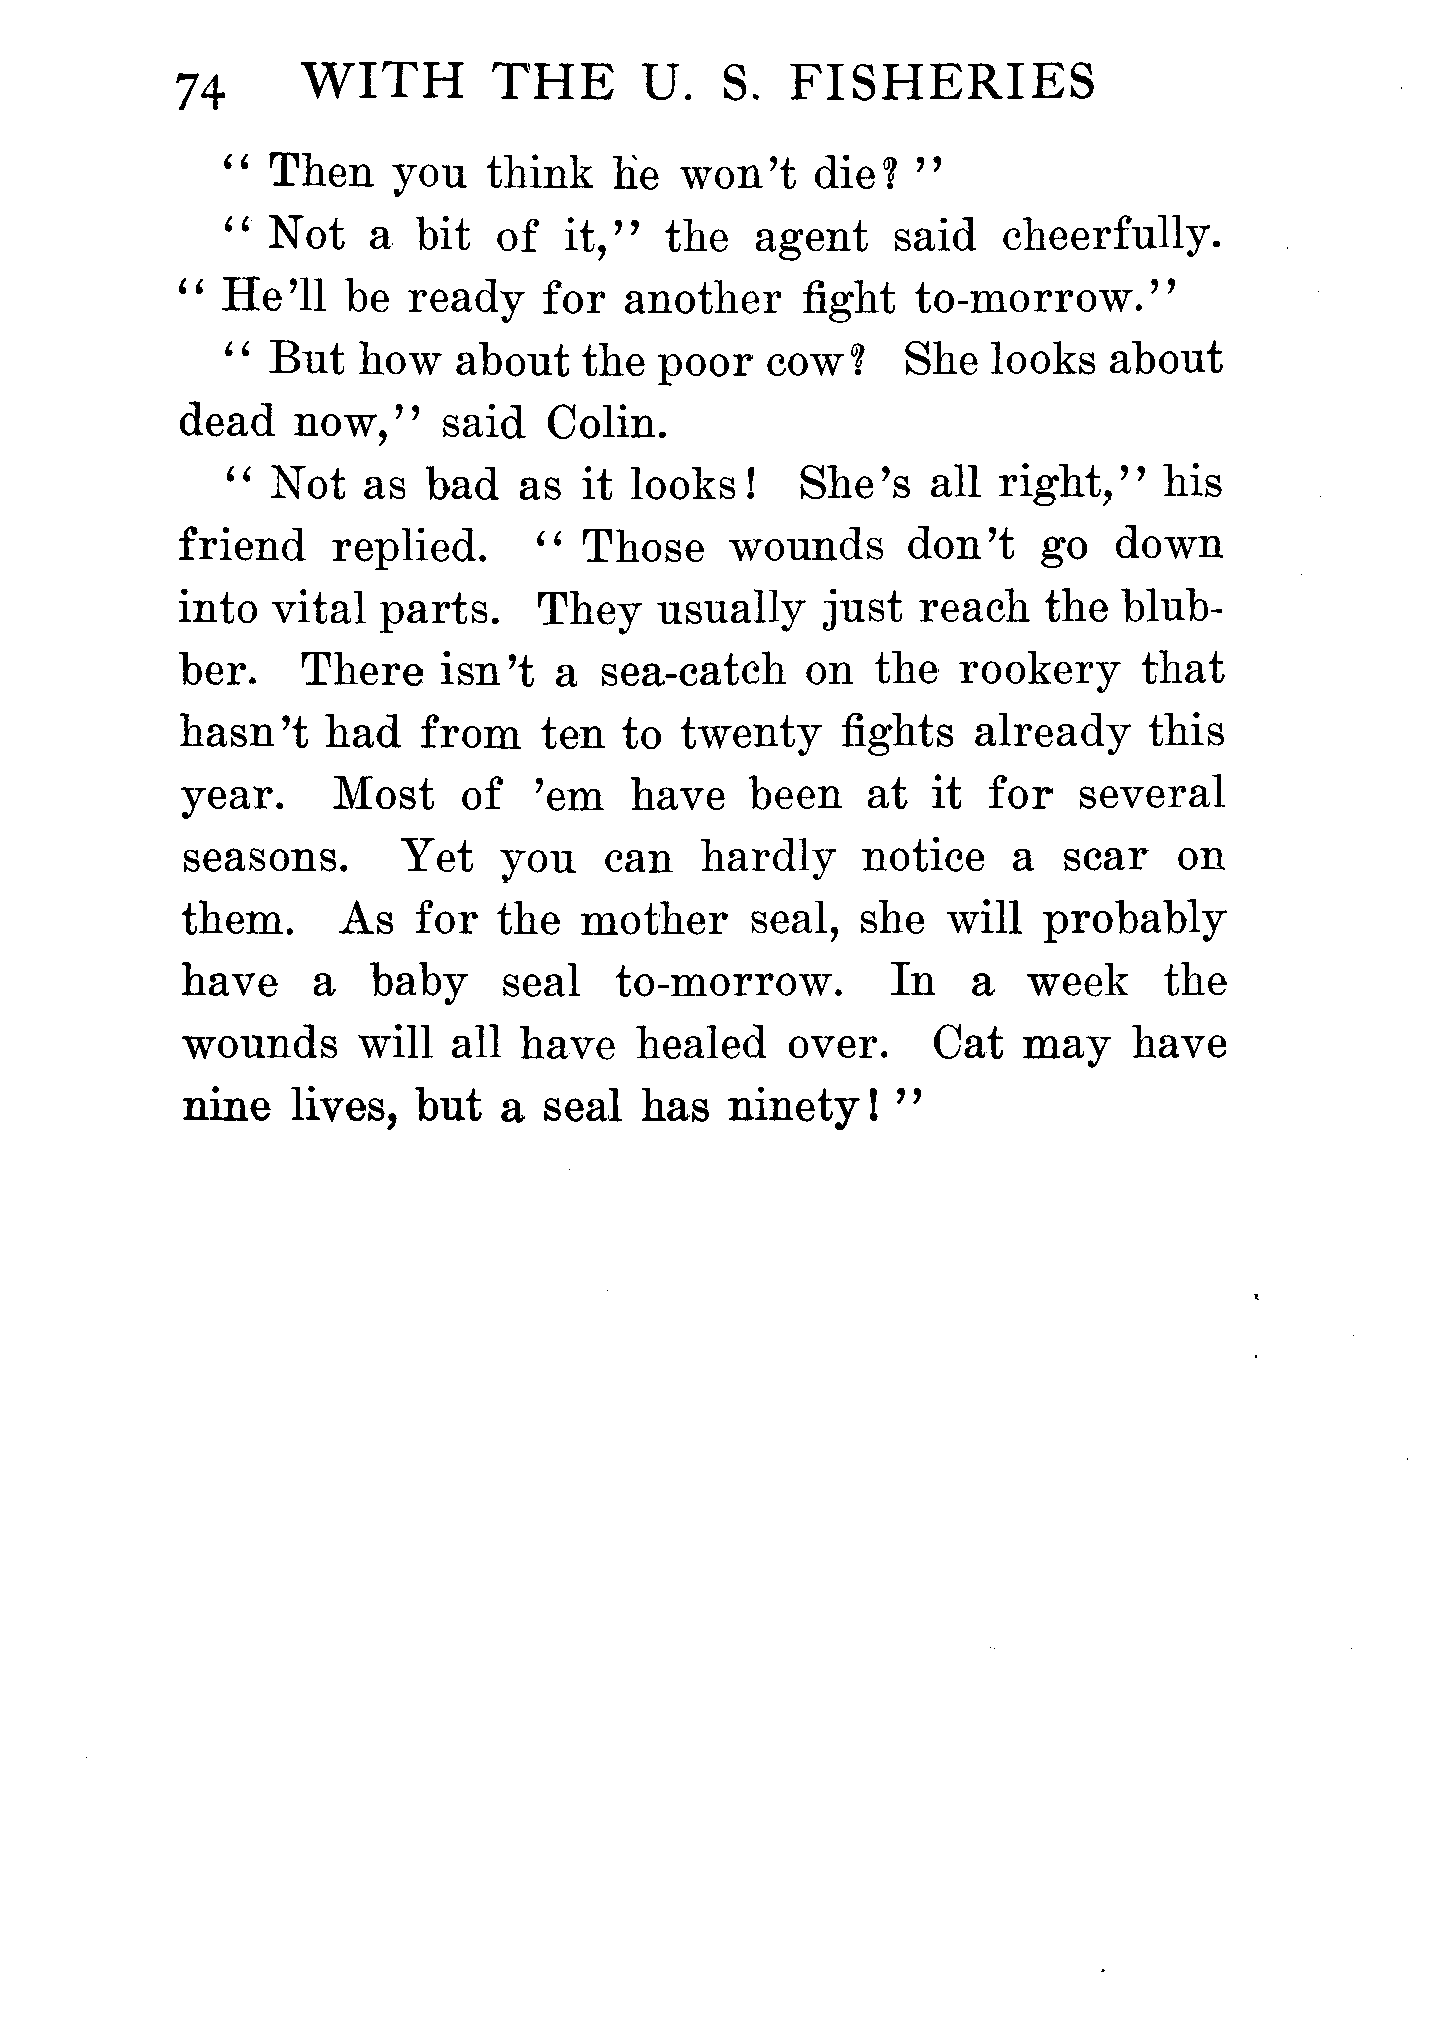 74 WITH THE U. S. FISHERIES
“ Then you think he won’t die? ”
“ Not a bit of it,” the agent said cheerfully.
“ He’ll be ready for another fight to-morrow.”
“ But how about the poor cow? She looks about
dead now,” said Colin.
“ Not as bad as it looks! She’s all right,” his
friend replied. “ Those wounds don’t go down
into vital parts. They usually just reach the blub-
ber. There isn’t a sea-catch on the rookery that
hasn’t had from ten to twenty fights already this
year. Most of ’em have been at it for several
seasons. Yet you can hardly notice a scar on
them. As for the mother seal, she will probably
have a baby seal to-morrow. In a week the
wounds will all have healed over. Cat may have
nine lives, but a seal has ninety! ”